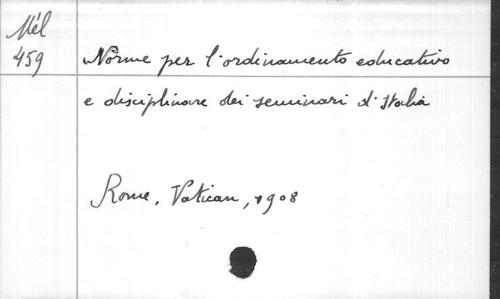 Mél
459
Norme per l'ordinamento educativo
e disciplinare dei seminari d'Italia
Rome, Vatican, 1908